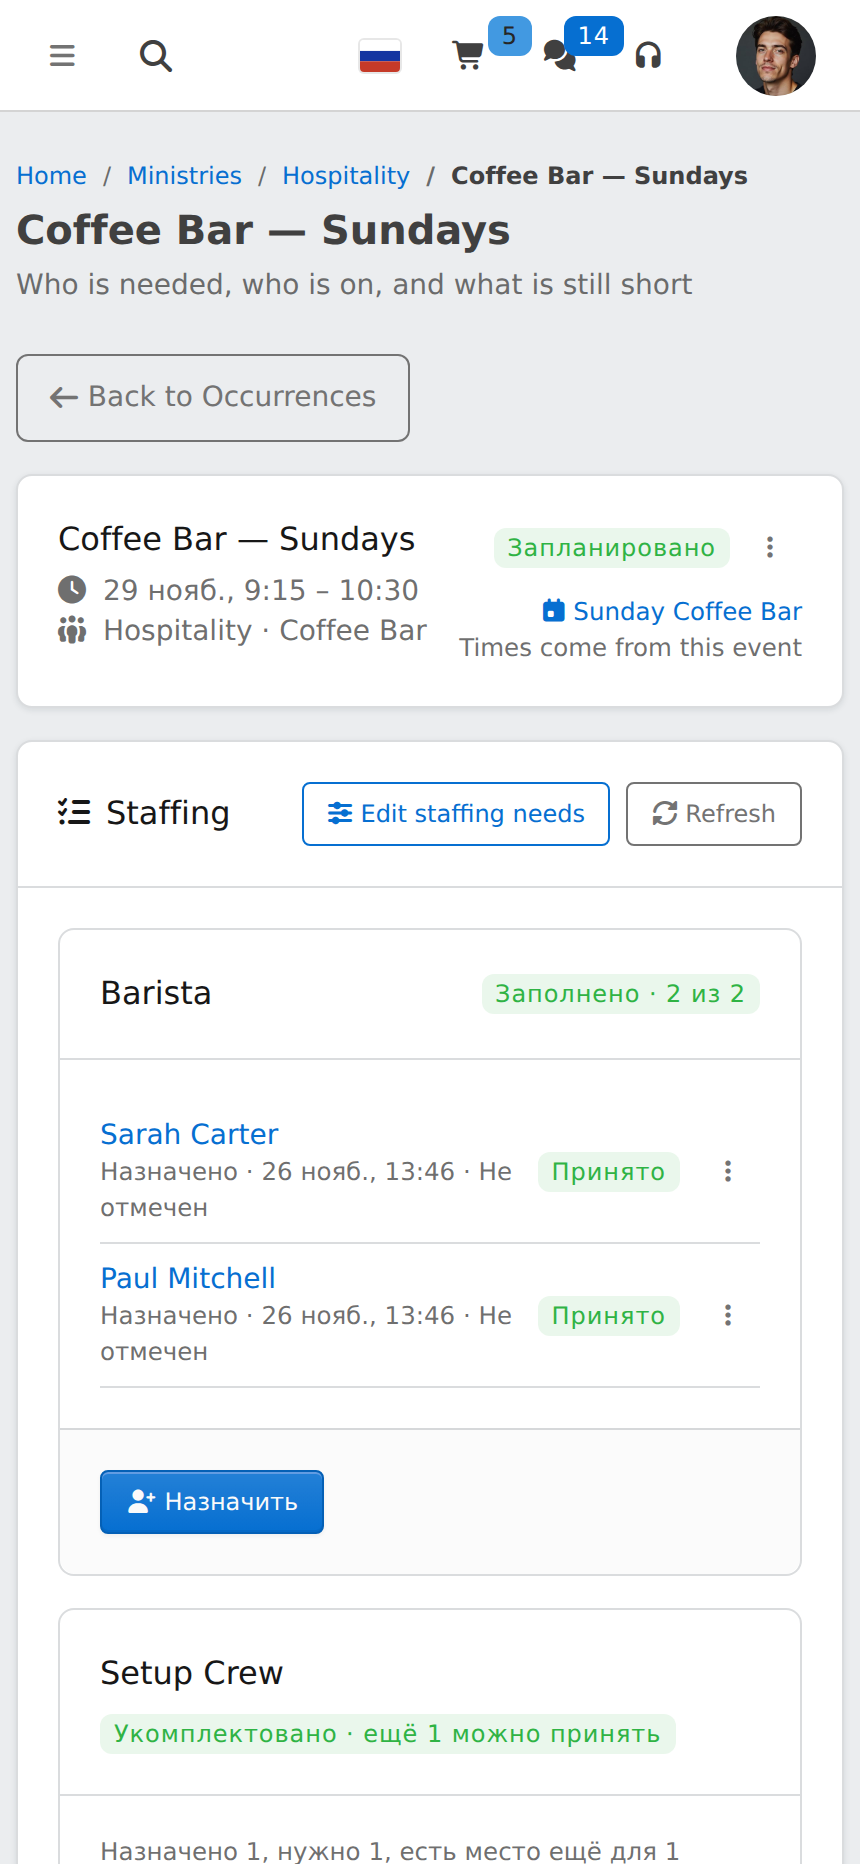 5
14
Home / Ministries / Hospitality / Coffee Bar — Sundays
Coffee Bar — Sundays
Who is needed, who is on, and what is still short
Back to Occurrences
Coffee Bar — Sundays
Запланировано
29 нояб., 9:15 – 10:30
Hospitality · Coffee Bar
Sunday Coffee Bar
Times come from this event
Staffing
Edit staffing needs
Refresh
Barista
Заполнено · 2 из 2
Sarah Carter
Назначено · 26 нояб., 13:46 · Не
отмечен
Принято
Paul Mitchell
Назначено · 26 нояб., 13:46 · Не
отмечен
Принято
Назначить
Setup Crew
Укомплектовано · ещё 1 можно принять
Назначено 1, нужно 1, есть место ещё для 1